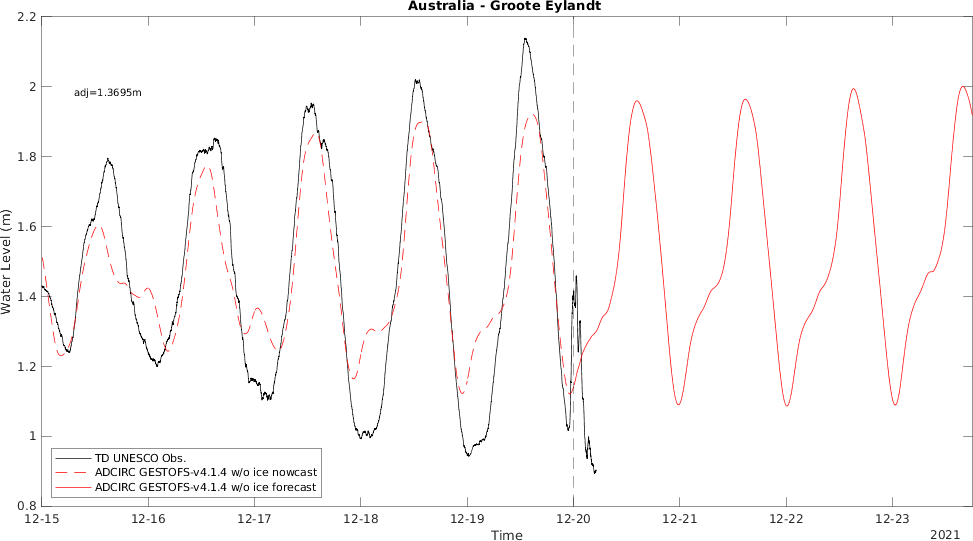 Australia - Groote Eylandt
2.2
2
1.8
1.6
1.4
1.2
1
0.8
Water Level (m)
adj=1.3695m
TD UNESCO Obs.
ADCIRC GESTOFS-v4.1.4 w/o ice nowcast
ADCIRC GESTOFS-v4.1.4 w/o ice forecast
12-15 12-16 12-17 12-18 12-19 12-20 12-21 12-22 12-23
Time
2021